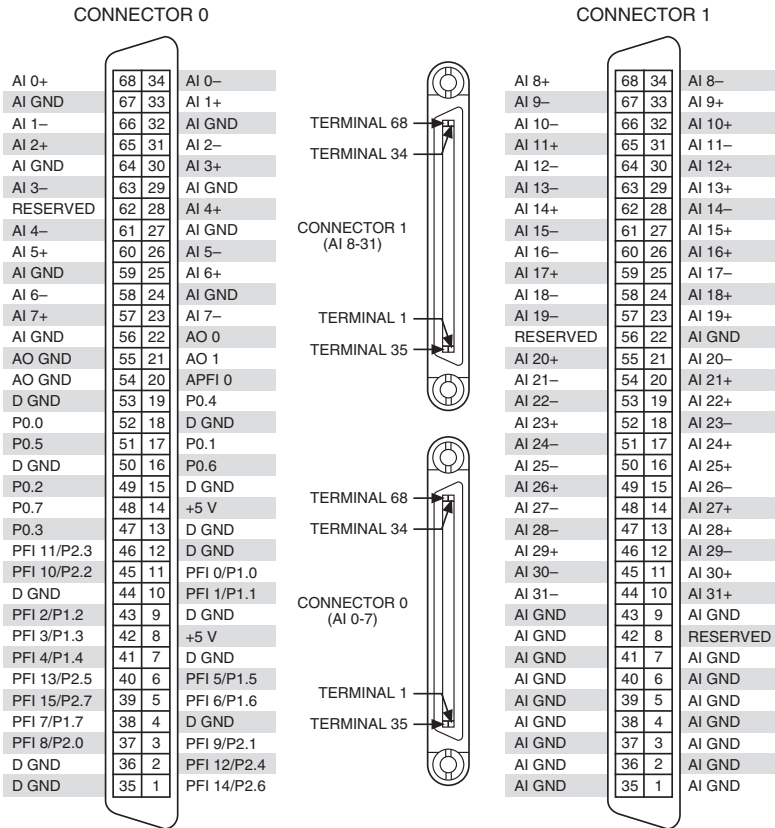 CONNECTOR 0
AI 0+ 68 34 AI 0–
AI GND 67 33 AI 1+
AI 1– 66 32 AI GND
AI 2+ 65 31 AI 2–
AI GND 64 30 AI 3+
AI 3– 63 29 AI GND
RESERVED 62 28 AI 4+
AI 4– 61 27 AI GND
AI 5+ 60 26 AI 5–
AI GND 59 25 AI 6+
AI 6– 58 24 AI GND
AI 7+ 57 23 AI 7–
AI GND 56 22 AO 0
AO GND 55 21 AO 1
AO GND 54 20 APFI 0
D GND 53 19 P0.4
P0.0 52 18 D GND
P0.5 51 17 P0.1
D GND 50 16 P0.6
P0.2 49 15 D GND
P0.7 48 14 +5 V
P0.3 47 13 D GND
PFI 11/P2.3 46 12 D GND
PFI 10/P2.2 45 11 PFI 0/P1.0
D GND 44 10 PFI 1/P1.1
PFI 2/P1.2 43 9 D GND
PFI 3/P1.3 42 8 +5 V
PFI 4/P1.4 41 7 D GND
PFI 13/P2.5 40 6 PFI 5/P1.5
PFI 15/P2.7 39 5 PFI 6/P1.6
PFI 7/P1.7 38 4 D GND
PFI 8/P2.0 37 3 PFI 9/P2.1
D GND 36 2 PFI 12/P2.4
D GND 35 1 PFI 14/P2.6
TERMINAL 68
TERMINAL 34
CONNECTOR 1
(AI 8-31)
TERMINAL 1
TERMINAL 35
TERMINAL 68
TERMINAL 34
CONNECTOR 0
(AI 0-7)
TERMINAL 1
TERMINAL 35
CONNECTOR 1
AI 8+ 68 34 AI 8–
AI 9– 67 33 AI 9+
AI 10– 66 32 AI 10+
AI 11+ 65 31 AI 11–
AI 12– 64 30 AI 12+
AI 13– 63 29 AI 13+
AI 14+ 62 28 AI 14–
AI 15– 61 27 AI 15+
AI 16– 60 26 AI 16+
AI 17+ 59 25 AI 17–
AI 18– 58 24 AI 18+
AI 19– 57 23 AI 19+
RESERVED 56 22 AI GND
AI 20+ 55 21 AI 20–
AI 21– 54 20 AI 21+
AI 22– 53 19 AI 22+
AI 23+ 52 18 AI 23–
AI 24– 51 17 AI 24+
AI 25– 50 16 AI 25+
AI 26+ 49 15 AI 26–
AI 27– 48 14 AI 27+
AI 28– 47 13 AI 28+
AI 29+ 46 12 AI 29–
AI 30– 45 11 AI 30+
AI 31– 44 10 AI 31+
AI GND 43 9 AI GND
AI GND 42 8 RESERVED
AI GND 41 7 AI GND
AI GND 40 6 AI GND
AI GND 39 5 AI GND
AI GND 38 4 AI GND
AI GND 37 3 AI GND
AI GND 36 2 AI GND
AI GND 35 1 AI GND